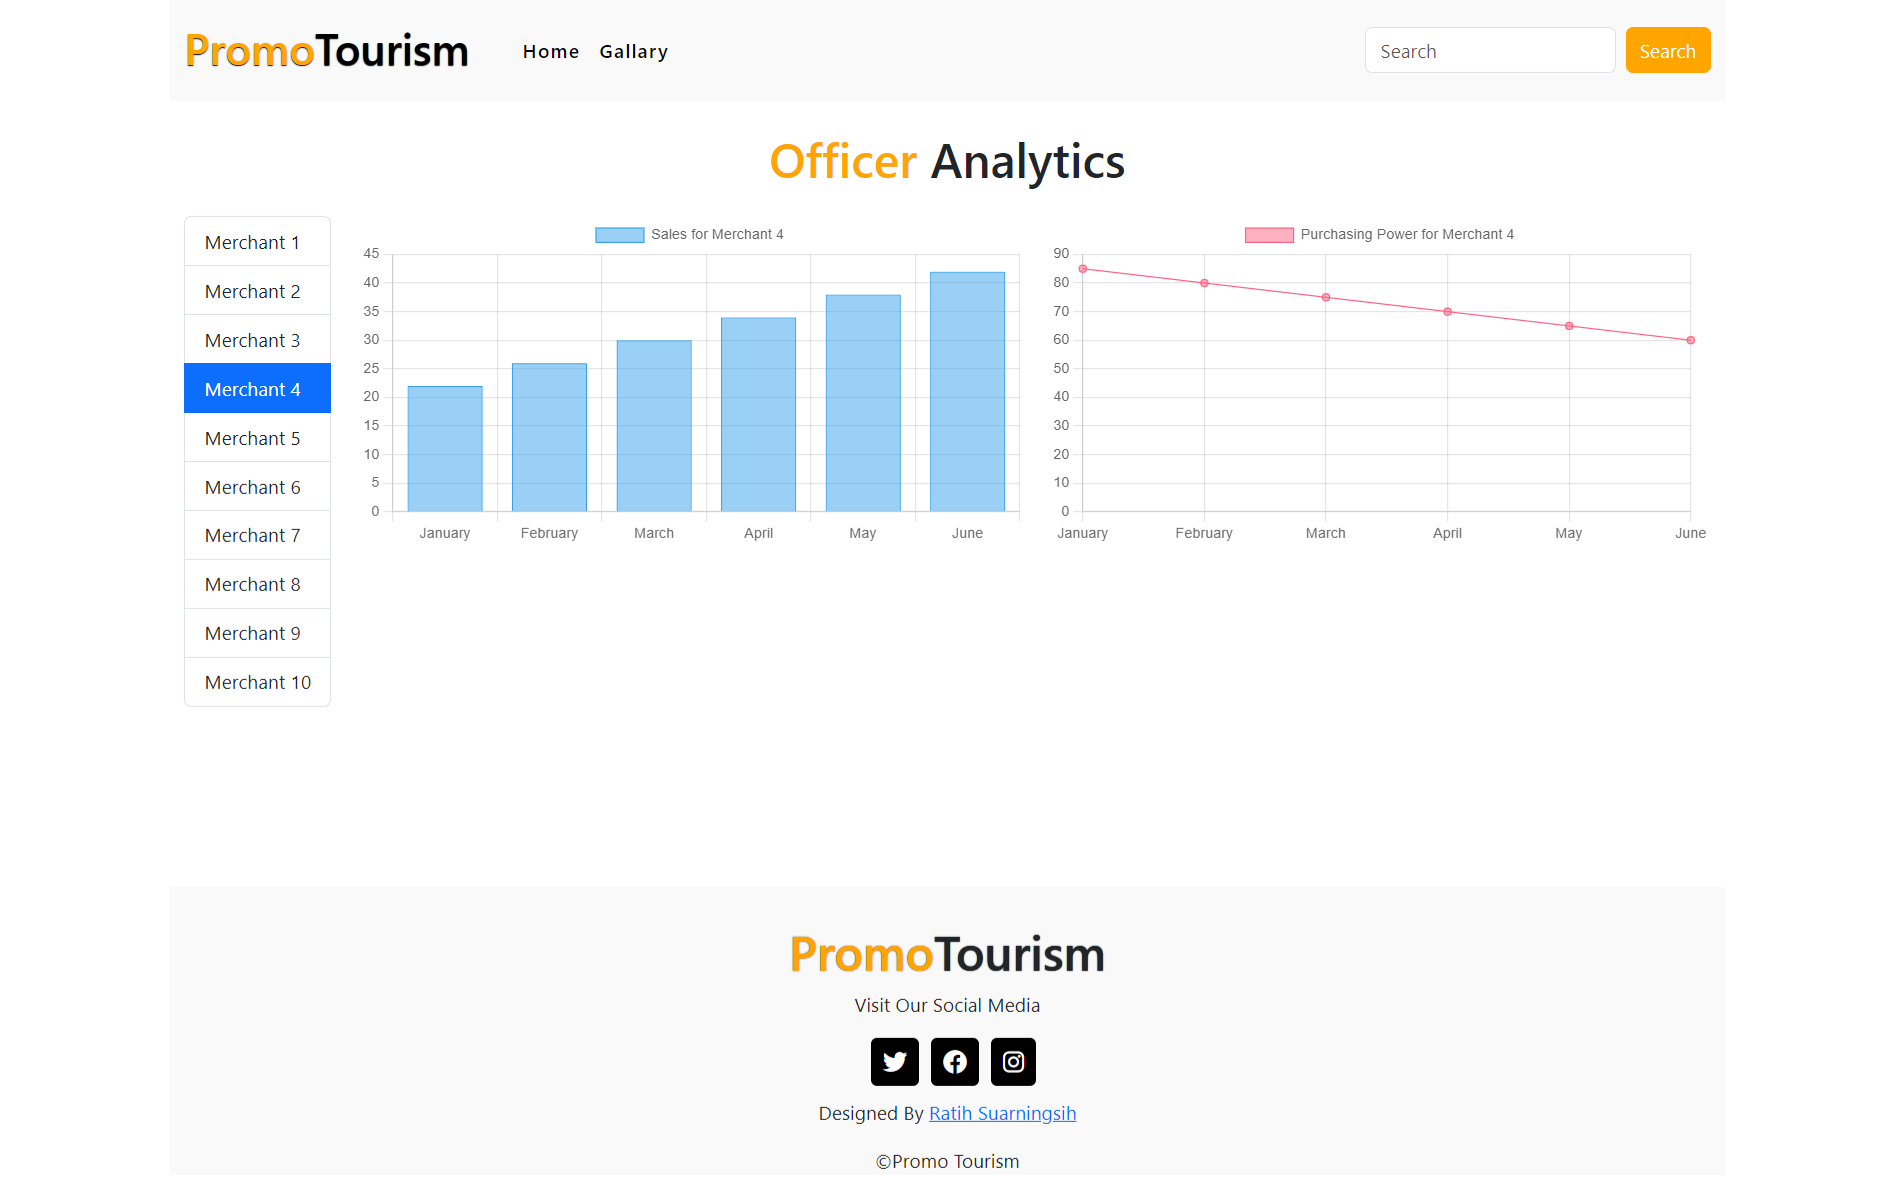 PromoTourism
Home Gallary
Search Search
Officer Analytics
Merchant 1
Merchant 2
Merchant 3
Merchant 4
Merchant 5
Merchant 6
Merchant 7
Merchant 8
Merchant 9
Merchant 10
Sales for Merchant 4
45
40
35
30
25
20
15
10
5
0
January February March April May June
Purchasing Power for Merchant 4
90
80
70
60
50
40
30
20
10
0
January February March April May June
PromoTourism
Visit Our Social Media
Designed By Ratih Suarningsih
©Promo Tourism